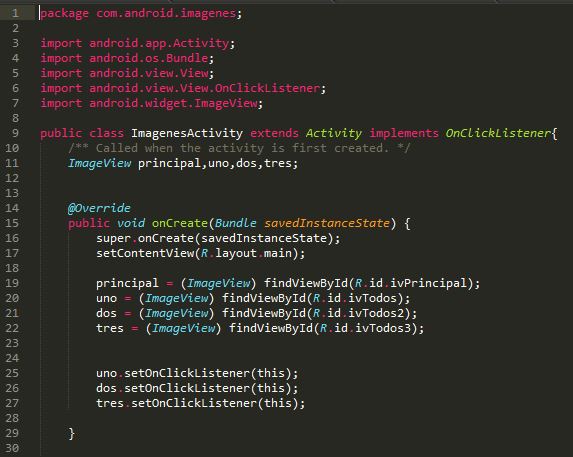 1 package com.android.imagenes;
2
3 import android.app.Activity;
4 import android.os.Bundle;
5 import android.view.View;
6 import android.view.View.OnClickListener;
7 import android.widget.ImageView;
8
9 public class ImagenesActivity extends Activity implements OnClickListener{
10     /** Called when the activity is first created. */
11     ImageView principal,uno,dos,tres;
12
13
14     @Override
15     public void onCreate(Bundle savedInstanceState) {
16         super.onCreate(savedInstanceState);
17         setContentView(R.layout.main);
18
19         principal = (ImageView) findViewById(R.id.ivPrincipal);
20         uno = (ImageView) findViewById(R.id.ivTodos);
21         dos = (ImageView) findViewById(R.id.ivTodos2);
22         tres = (ImageView) findViewById(R.id.ivTodos3);
23
24
25         uno.setOnClickListener(this);
26         dos.setOnClickListener(this);
27         tres.setOnClickListener(this);
28
29     }
30